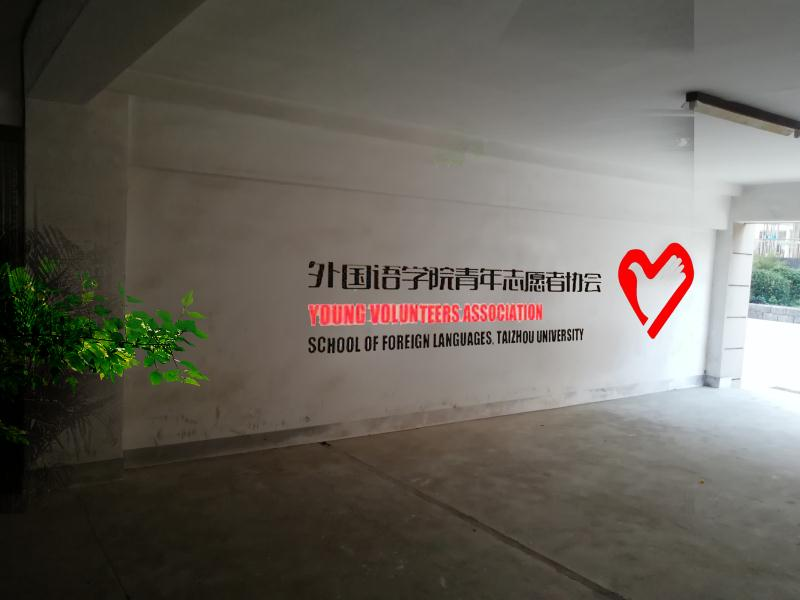 外国语学院青年志愿者协会
YOUNG VOLUNTEERS ASSOCIATION
SCHOOL OF FOREIGN LANGUAGES, TAIZHOU UNIVERSITY